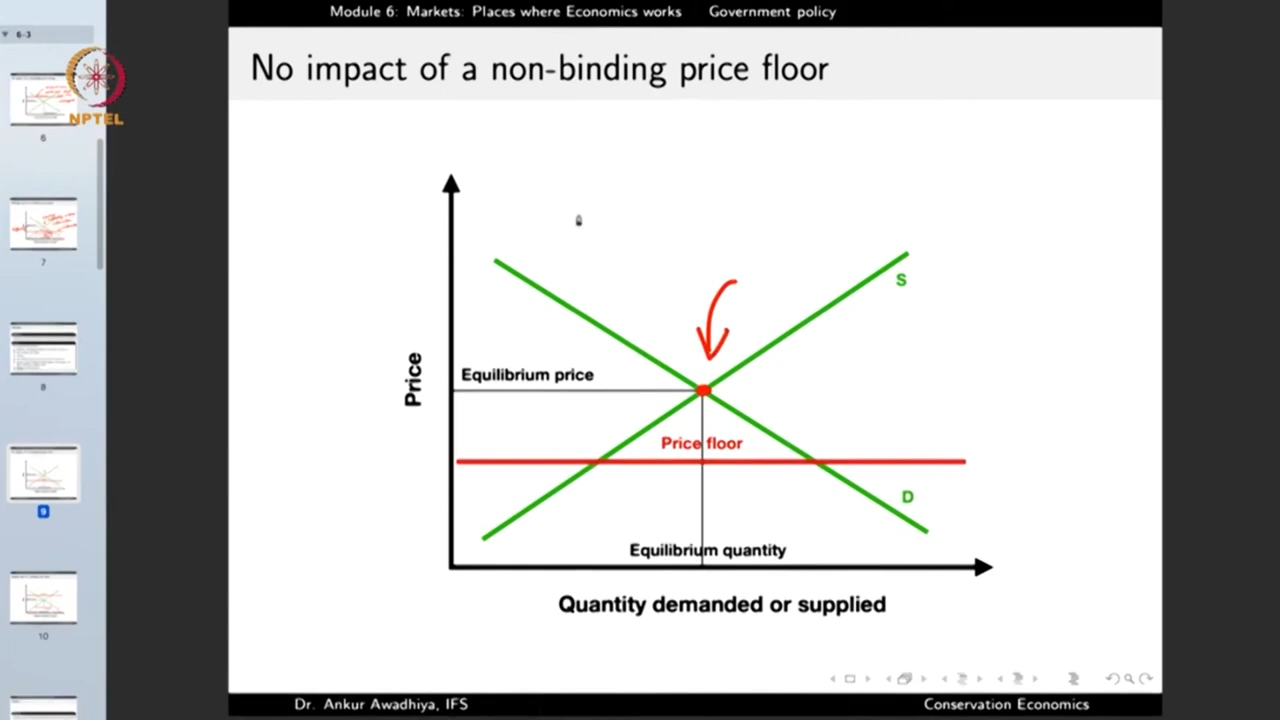 Module 6: Markets: Places where Economics works Government policy
6-3
No impact of a non-binding price floor
NPTEL
6
7
8
9
10
S
Price
Equilibrium price
Price floor
D
Equilibrium quantity
Quantity demanded or supplied
Dr. Ankur Awadhiya, IFS Conservation Economics